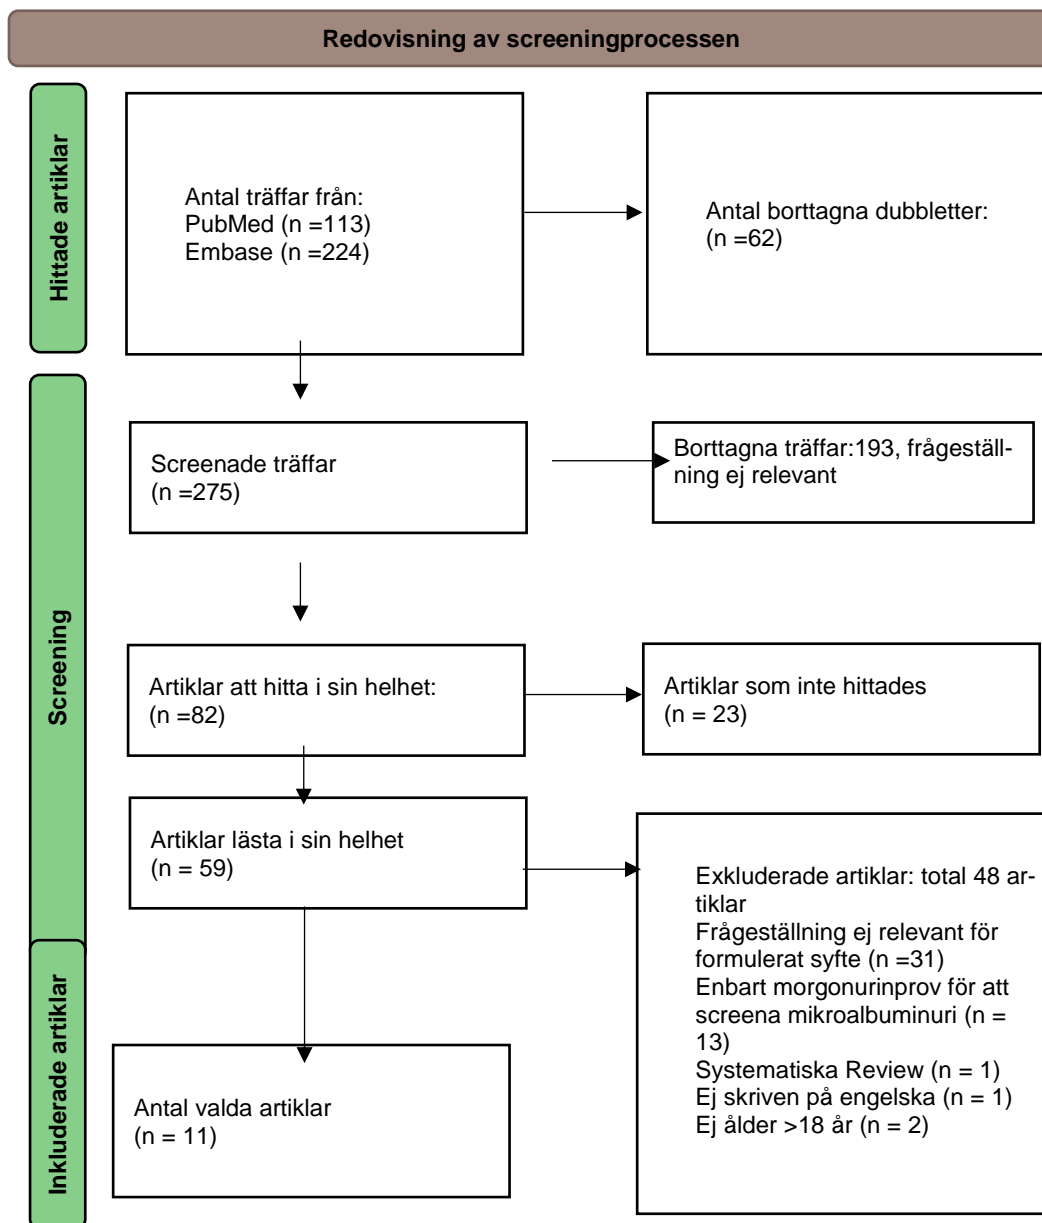 Redovisning av screeningprocessen
Hittade artiklar
Antal träffar från:
PubMed (n =113)
Embase (n =224)
Antal borttagna dubbletter:
(n =62)
Screening
Screenade träffar
(n =275)
Borttagna träffar:193, frågeställ-
ning ej relevant
Artiklar att hitta i sin helhet:
(n =82)
Artiklar som inte hittades
(n = 23)
Artiklar lästa i sin helhet
(n = 59)
Exkluderade artiklar: total 48 ar-
tiklar
Frågeställning ej relevant för
formulerat syfte (n =31)
Enbart morgonurinprov för att
screena mikroalbuminuri (n =
13)
Systematiska Review (n = 1)
Ej skriven på engelska (n = 1)
Ej ålder >18 år (n = 2)
Inkluderade artiklar
Antal valda artiklar
(n = 11)